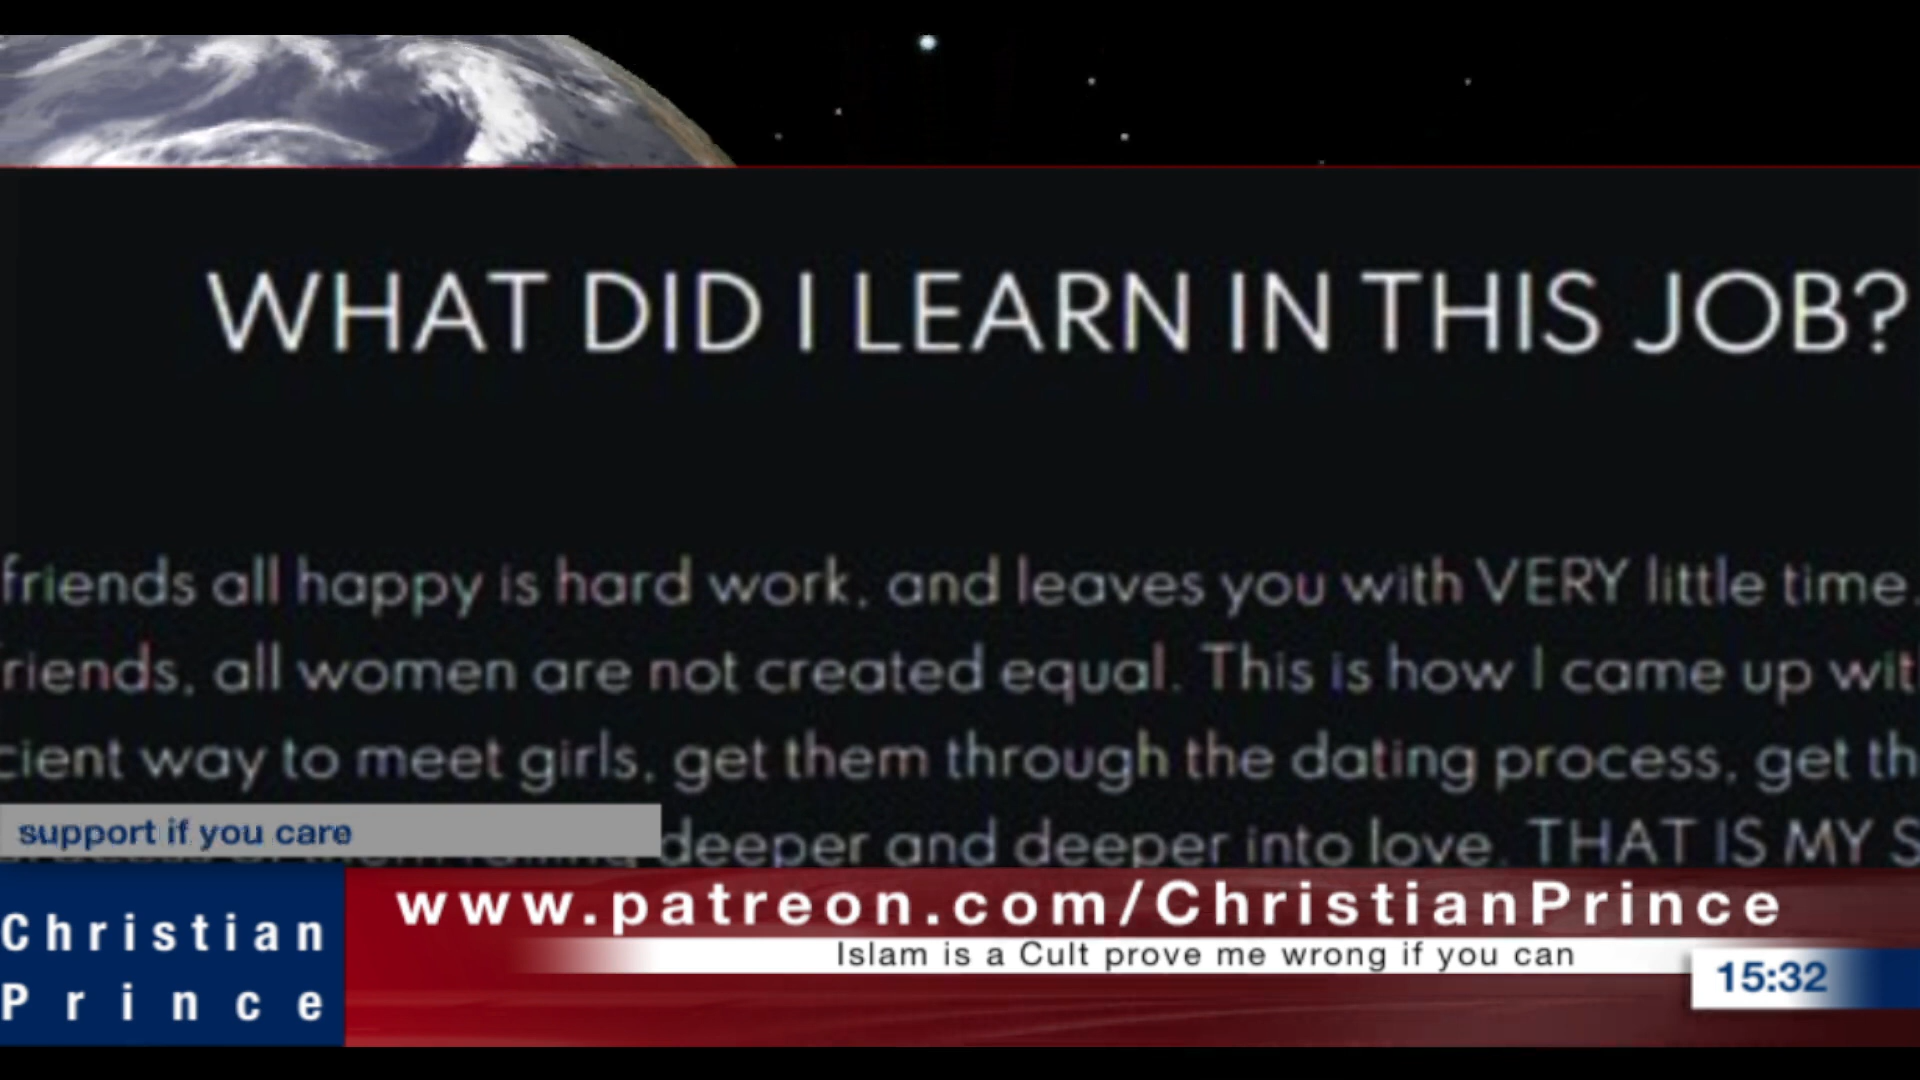 WHAT DID I LEARN IN THIS JOB?
friends all happy is hard work, and leaves you with VERY little time.
riends, all women are not created equal. This is how I came up wit
cient way to meet girls, get them through the dating process, get th
deeper and deeper into love. THAT IS MY S
support if you care
Christian
Prince
www.patreon.com/ChristianPrince
Islam is a Cult prove me wrong if you can
15:32